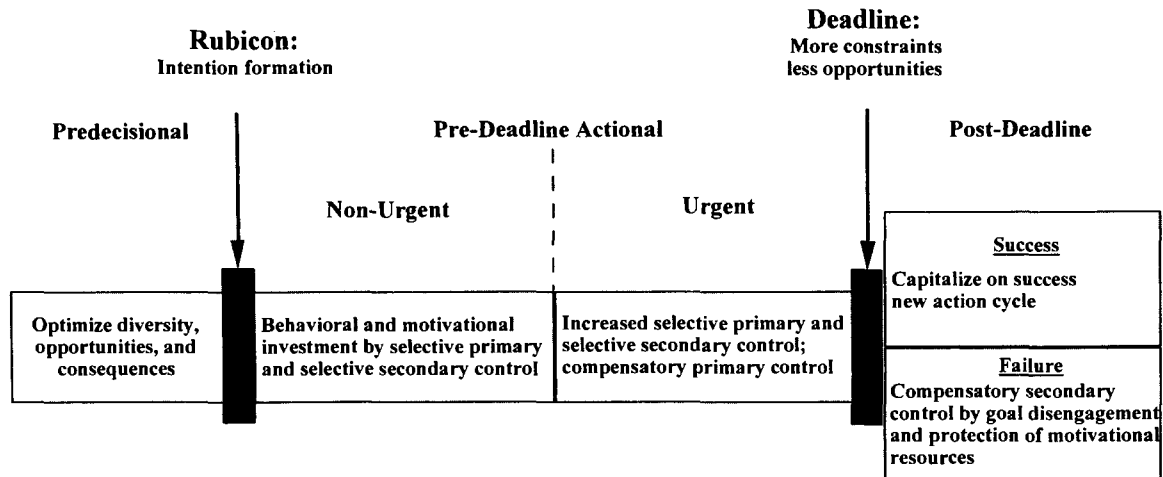 Rubicon:
Intention formation
Deadline:
More constraints
less opportunities
Predecisional
Pre-Deadline Actional
Post-Deadline
Non-Urgent
Urgent
Optimize diversity,
opportunities, and
consequences
Behavioral and motivational
investment by selective primary
and selective secondary control
Increased selective primary and
selective secondary control;
compensatory primary control
Success
Capitalize on success
new action cycle
Failure
Compensatory secondary
control by goal disengagement
and protection of motivational
resources